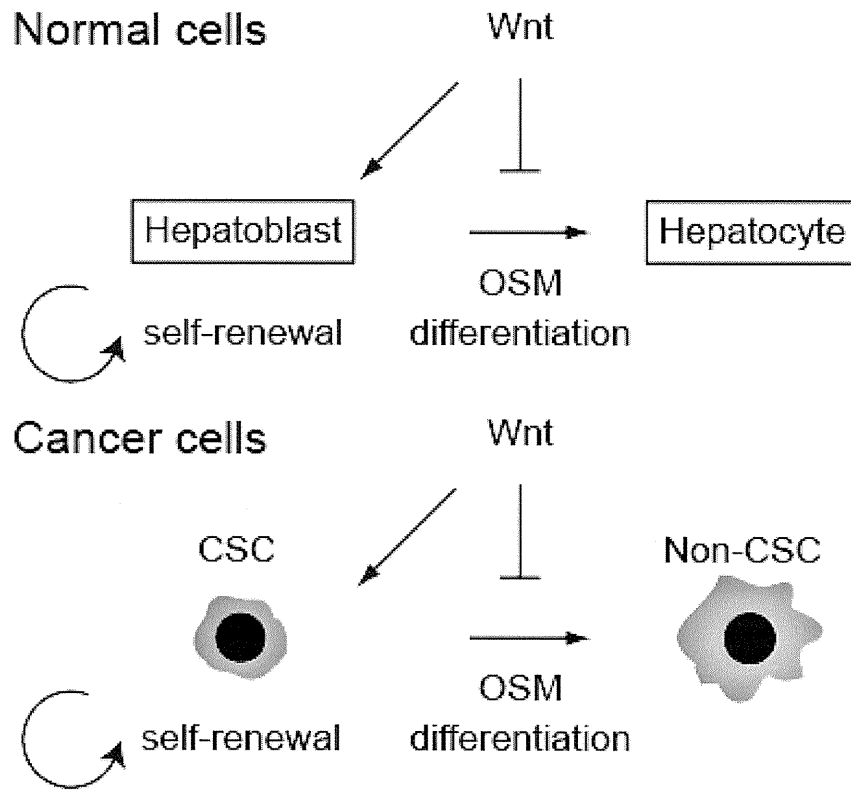 Normal cells
Wnt
Hepatoblast
Hepatocyte
OSM
self-renewal
differentiation
Cancer cells
Wnt
CSC
Non-CSC
OSM
self-renewal
differentiation